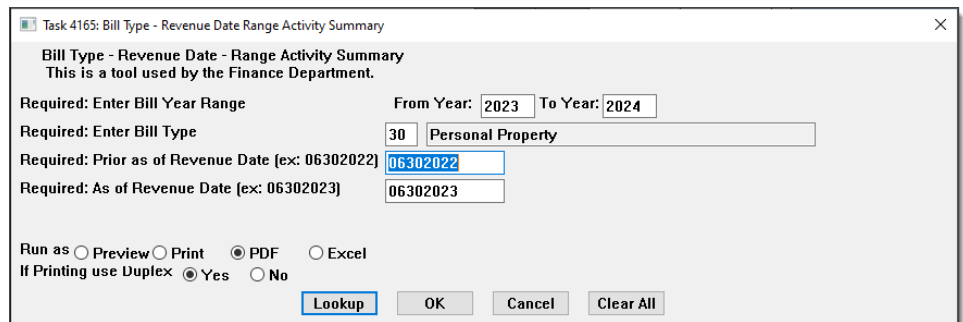 Task 4165: Bill Type - Revenue Date Range Activity Summary
Bill Type - Revenue Date - Range Activity Summary
This is a tool used by the Finance Department.
Required: Enter Bill Year Range From Year: 2023 To Year: 2024
Required: Enter Bill Type 30 Personal Property
Required: Prior as of Revenue Date (ex: 06302022) 06302022
Required: As of Revenue Date (ex: 06302023) 06302023
Run as Preview Print PDF Excel
If Printing use Duplex Yes No
Lookup OK Cancel Clear All